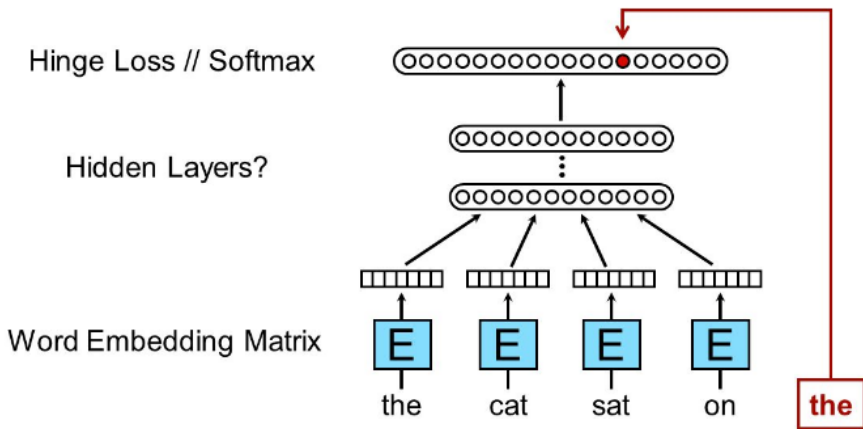 Hinge Loss // Softmax
Hidden Layers?
Word Embedding Matrix
E E E E
the cat sat on the